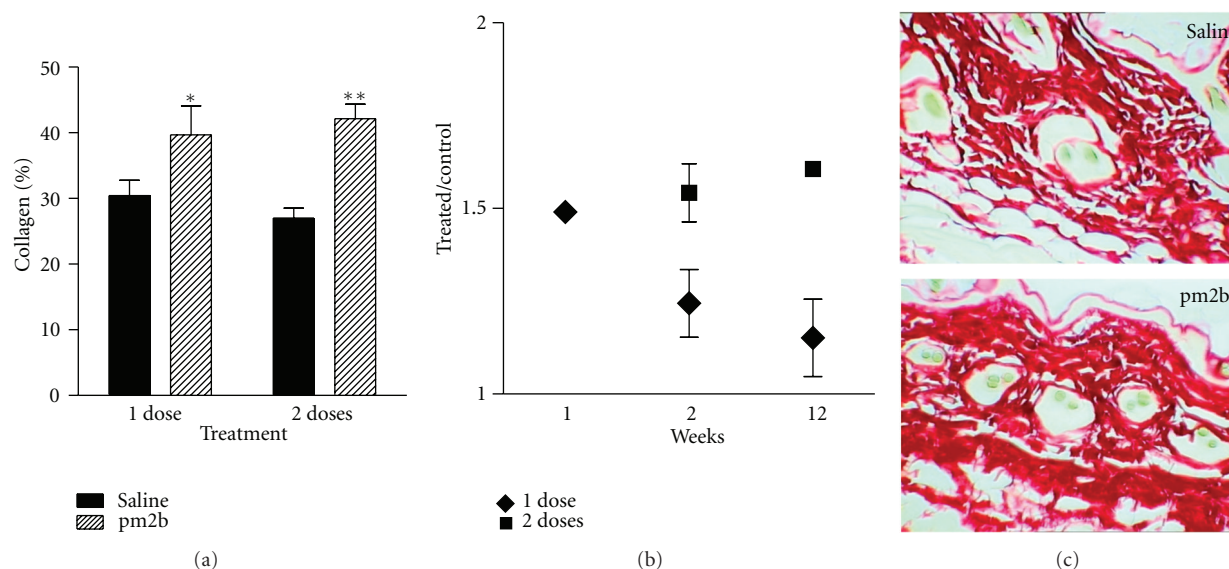 50
40
30
20
10
0
Collagen (%)
*
**
1 dose
2 doses
Treatment
Saline
pm2b
(a)
2
1.5
1
Treated/control
1
2
12
Weeks
1 dose
2 doses
(b)
Salin
pm2b
(c)